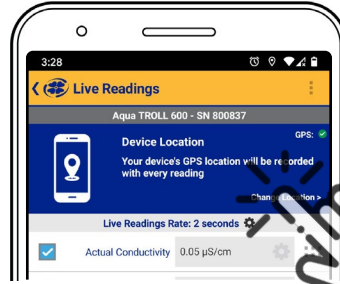 3:28
Live Readings
Aqua TROLL 600 - SN 800837
GPS:
Device Location
Your device's GPS location will be recorded
with every reading
Change Location >
Live Readings Rate: 2 seconds
Actual Conductivity 0.05 µS/cm